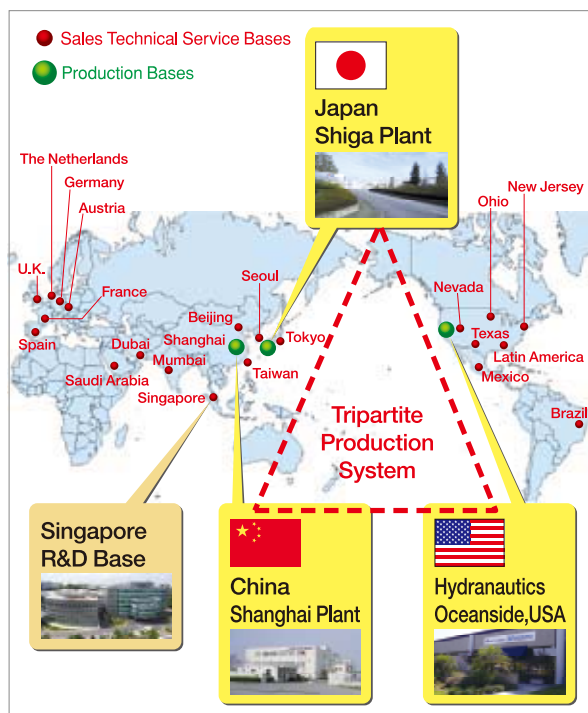 Sales Technical Service Bases
Production Bases
Japan
Shiga Plant
The Netherlands
Germany
Austria
U.K.
France
Spain
Dubai
Saudi Arabia
Mumbai
Singapore
Beijing
Shanghai
Seoul
Tokyo
Taiwan
New Jersey
Ohio
Nevada
Texas
Latin America
Mexico
Brazil
Tripartite
Production
System
Singapore
R&D Base
China
Shanghai Plant
Hydranautics
Oceanside,USA